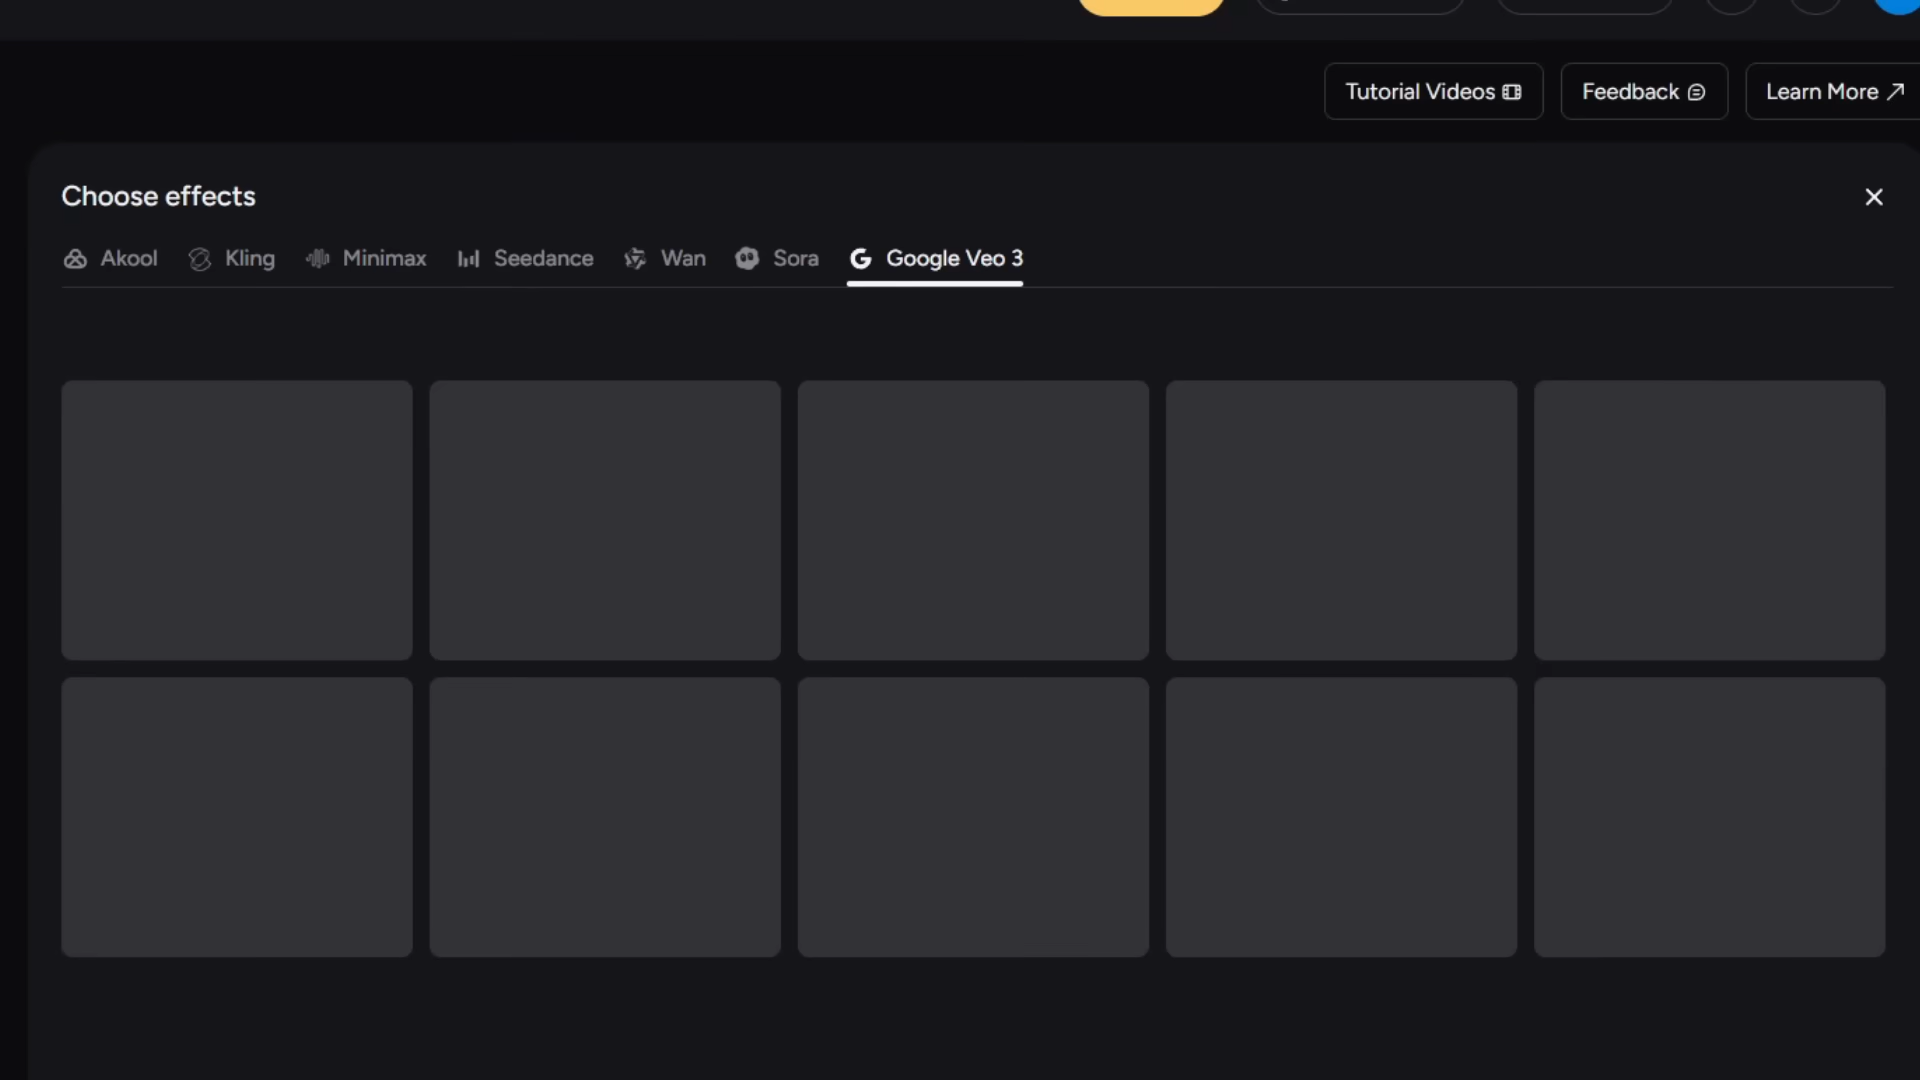 Tutorial Videos
Feedback
Learn More
Choose effects
Akool
Kling
Minimax
Seedance
Wan
Sora
Google Veo 3